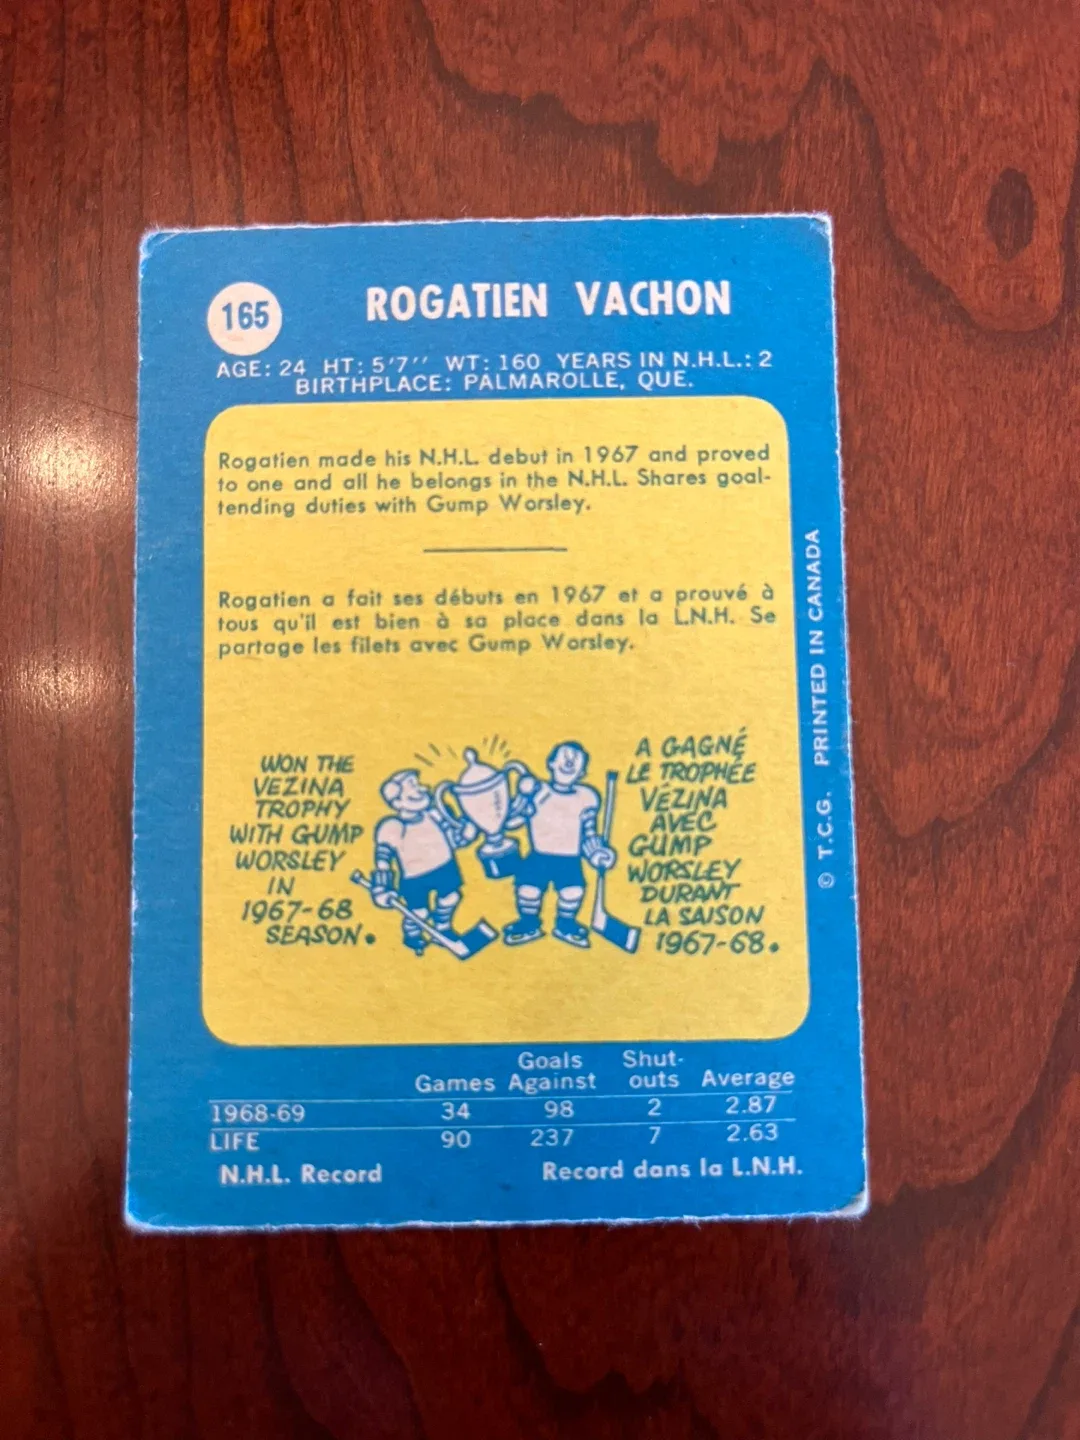 165
ROGATIEN VACHON
AGE: 24 HT: 5'7'' WT: 160 YEARS IN N.H.L.: 2
BIRTHPLACE: PALMAROLLE, QUE.
Rogatien made his N.H.L. debut in 1967 and proved
to one and all he belongs in the N.H.L. Shares goal-
tending duties with Gump Worsley.
Rogatien a fait ses débuts en 1967 et a prouvé à
tous qu'il est bien à sa place dans la L.N.H. Se
partage les filets avec Gump Worsley.
WON THE
VEZINA
TROPHY
WITH GUMP
WORSLEY
IN
1967-68
SEASON.
A GAGNÉ
LE TROPHÉE
VÉZINA
AVEC
GUMP
WORSLEY
DURANT
LA SAISON
1967-68.
© T.C.G. PRINTED IN CANADA
Goals Shut-
Games Against outs Average
1968-69 34 98 2 2.87
LIFE 90 237 7 2.63
N.H.L. Record Record dans la L.N.H.